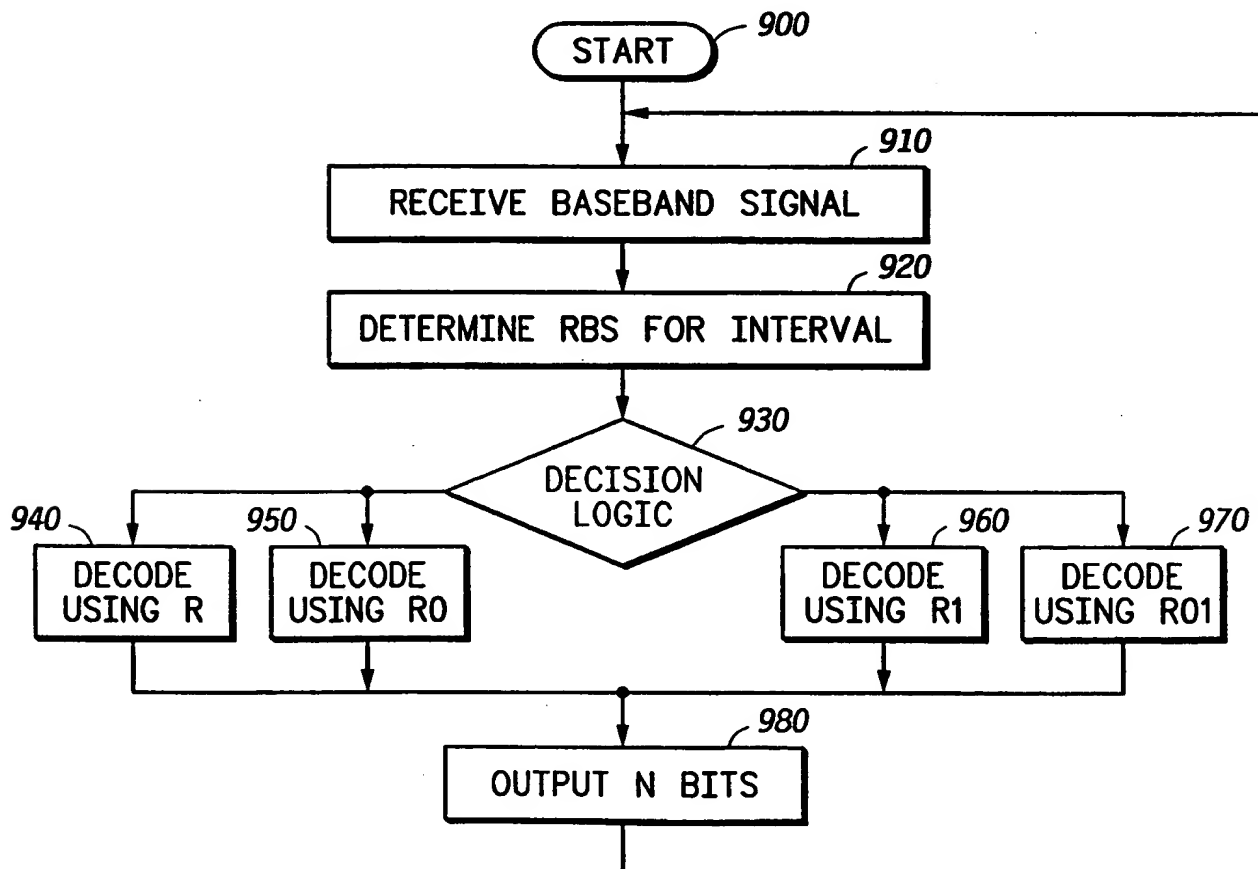 START
900
910
RECEIVE BASEBAND SIGNAL
920
DETERMINE RBS FOR INTERVAL
930
DECISION
LOGIC
940
DECODE
USING R
950
DECODE
USING R0
960
DECODE
USING R1
970
DECODE
USING R01
980
OUTPUT N BITS